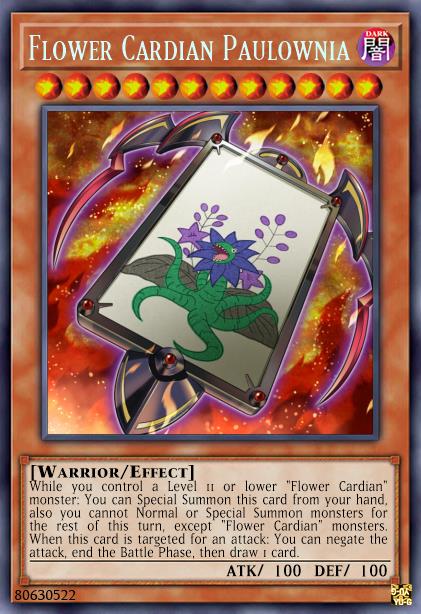 FLOWER CARDIAN PAULOWNIA
DARK
闇
[WARRIOR/EFFECT]
While you control a Level 11 or lower "Flower Cardian"
monster: You can Special Summon this card from your hand,
also you cannot Normal or Special Summon monsters for
the rest of this turn, except "Flower Cardian" monsters.
When this card is targeted for an attack: You can negate the
attack, end the Battle Phase, then draw 1 card.
ATK/ 100 DEF/ 100
80630522